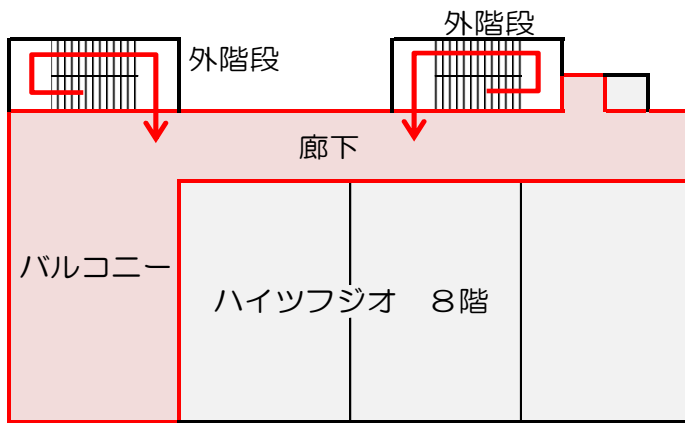 外階段
外階段
廊下
バルコニー
ハイツフジオ　８階